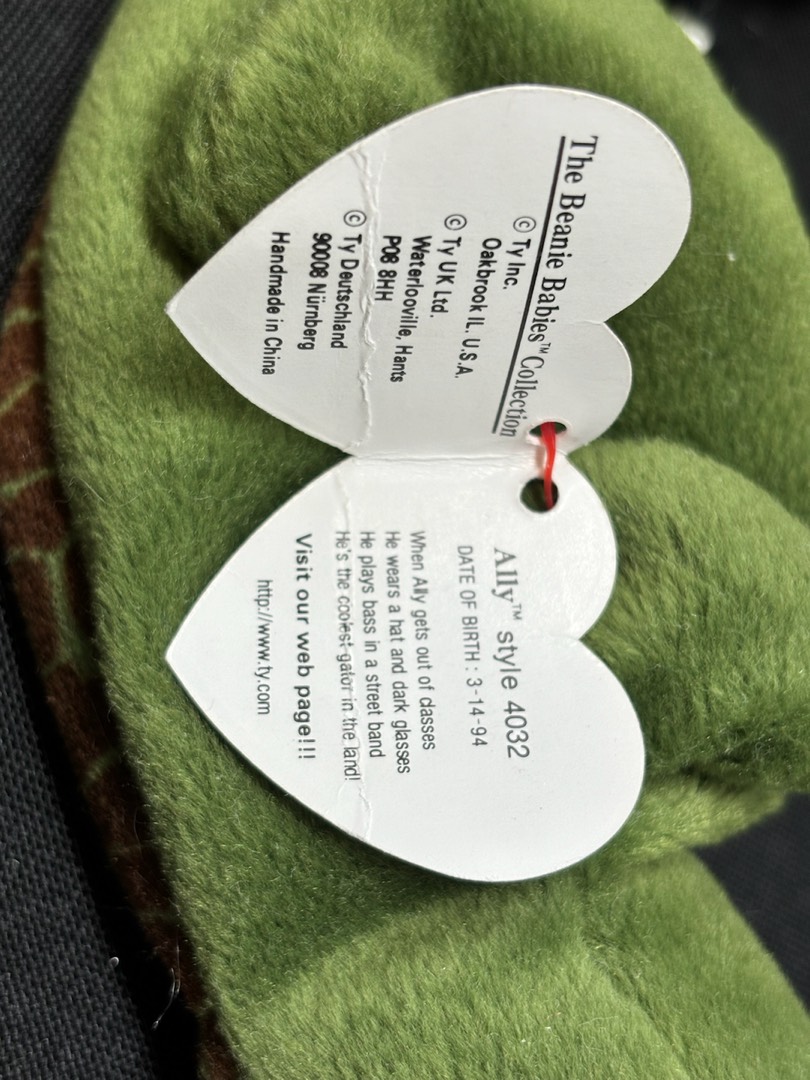 The Beanie Babies™ Collection
© Ty Inc.
Oakbrook IL. U.S.A.
© Ty UK Ltd.
Waterlooville, Hants
P08 8HH
© Ty Deutschland
90008 Nürnberg
Handmade in China
Ally™ style 4032
DATE OF BIRTH : 3-14-94
When Ally gets out of classes
He wears a hat and dark glasses
He plays bass in a street band
He's the coolest gator in the land!
Visit our web page!!!
http://www.ty.com